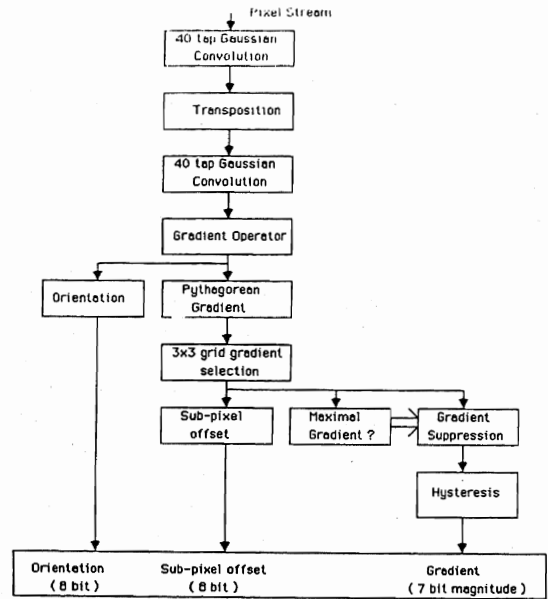 Pixel Stream
40 tap Gaussian
Convolution
Transposition
40 tap Gaussian
Convolution
Gradient Operator
Orientation
Pythagorean
Gradient
3x3 grid gradient
selection
Sub-pixel
offset
Maximal
Gradient ?
Gradient
Suppression
Hysteresis
Orientation
( 8 bit )
Sub-pixel offset
( 8 bit )
Gradient
( 7 bit magnitude )